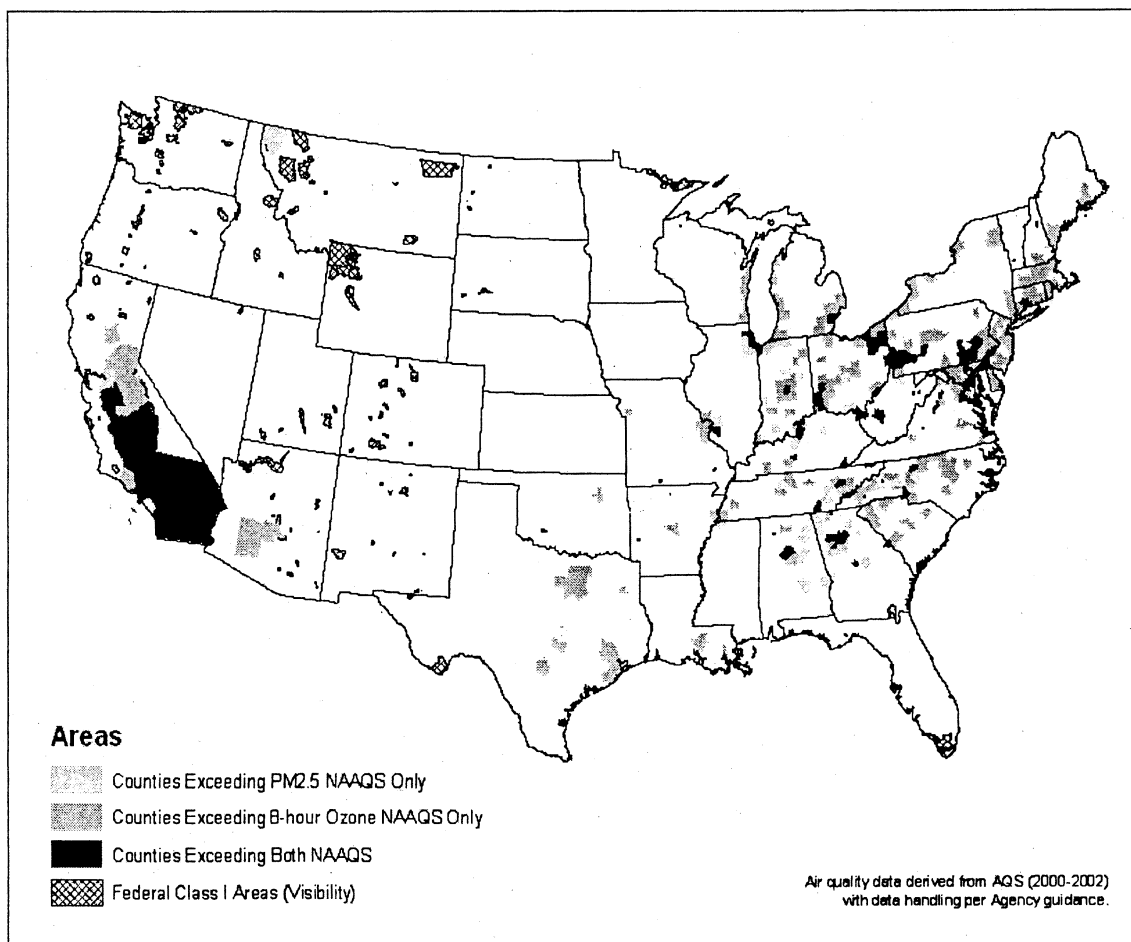 Areas
Counties Exceeding PM2.5 NAAQS Only
Counties Exceeding 8-hour Ozone NAAQS Only
Counties Exceeding Both NAAQS
Federal Class I Areas (Visibility)
Air quality data derived from AQS (2000-2002)
with data handling per Agency guidance.